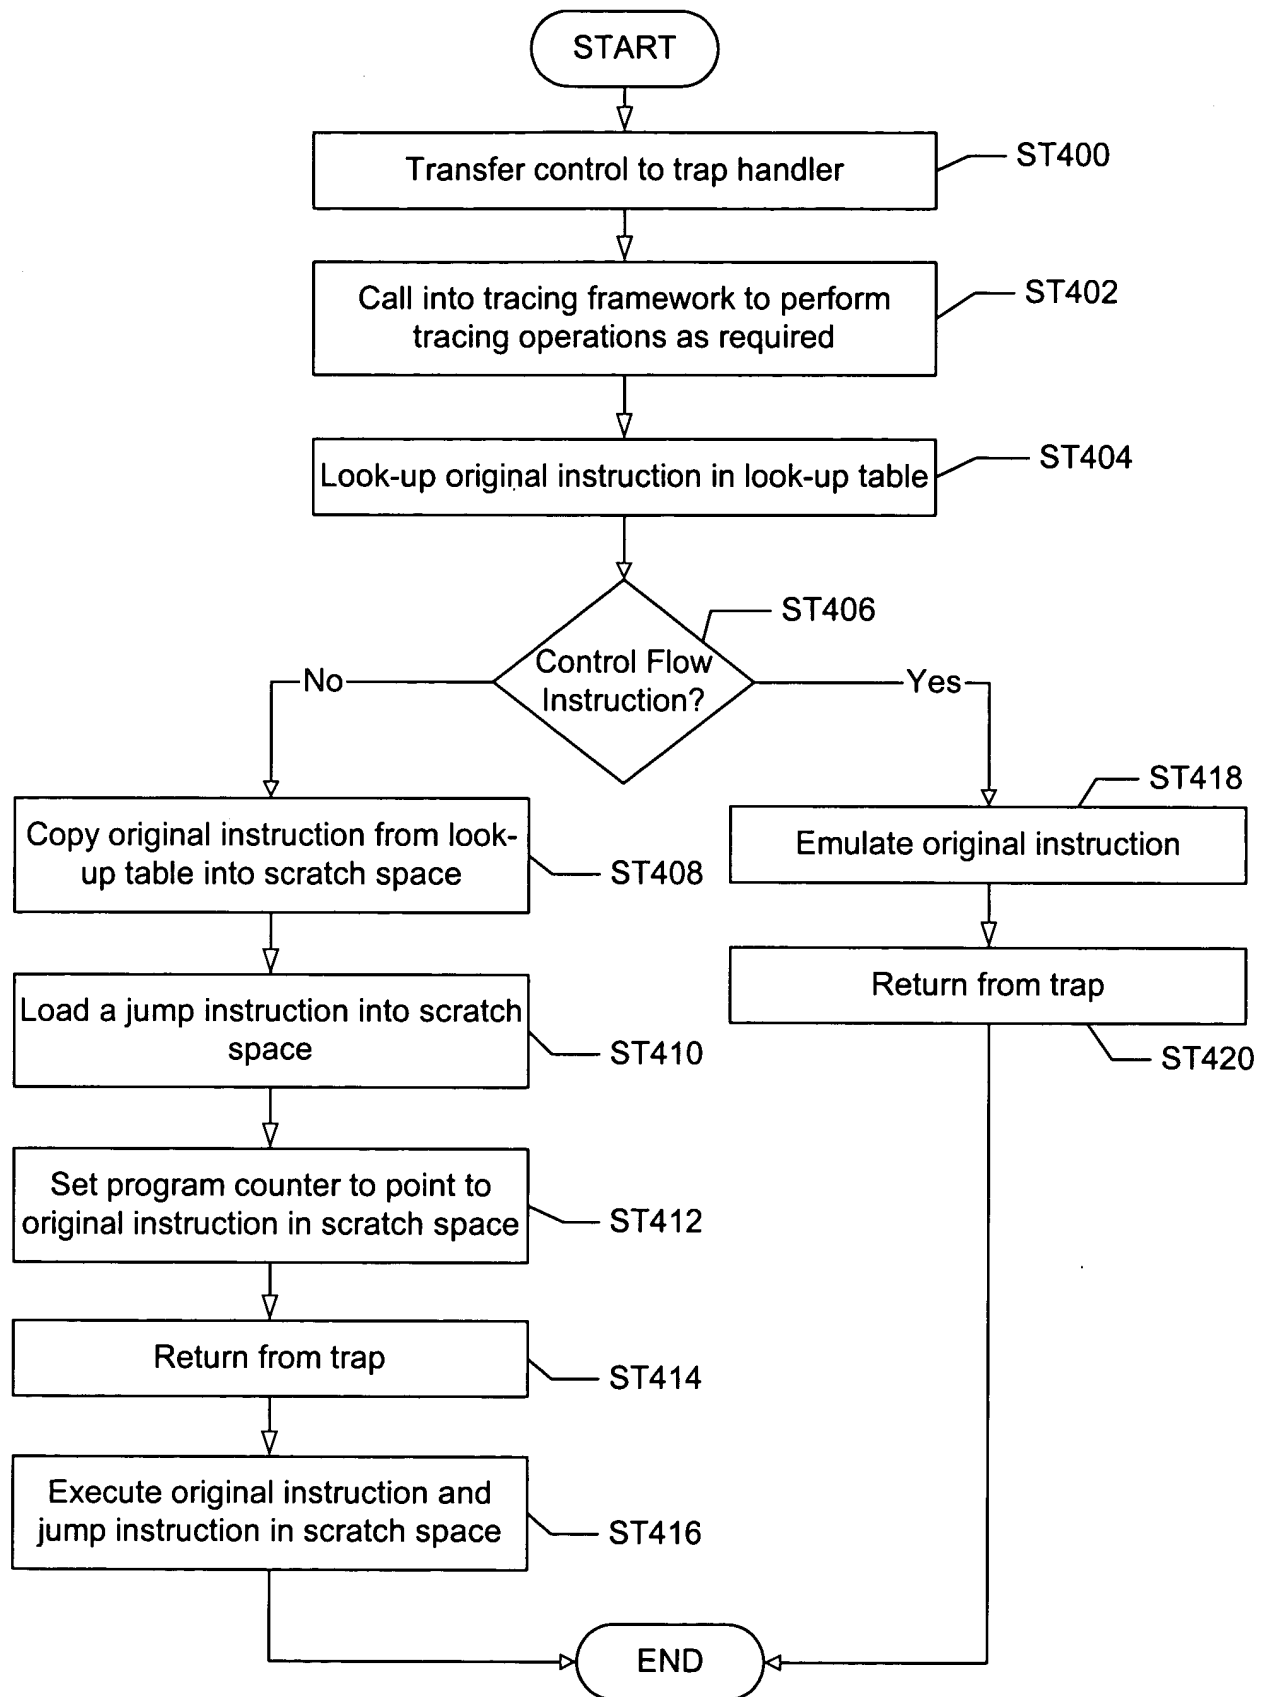 START
Transfer control to trap handler
ST400
Call into tracing framework to perform
tracing operations as required
ST402
Look-up original instruction in look-up table
ST404
Control Flow
Instruction?
ST406
No
Yes
Copy original instruction from look-
up table into scratch space
ST408
Load a jump instruction into scratch
space
ST410
Set program counter to point to
original instruction in scratch space
ST412
Return from trap
ST414
Execute original instruction and
jump instruction in scratch space
ST416
Emulate original instruction
ST418
Return from trap
ST420
END